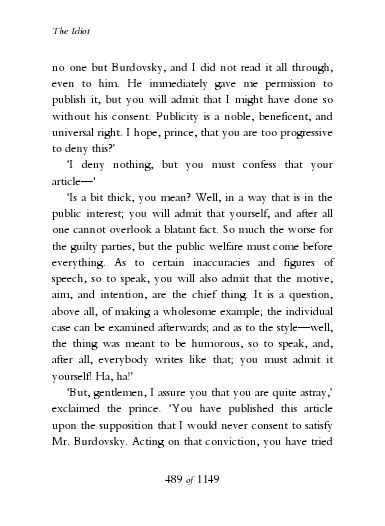 The Idiot
no one but Burdovsky, and I did not read it all through,
even to him. He immediately gave me permission to
publish it, but you will admit that I might have done so
without his consent. Publicity is a noble, beneficent, and
universal right. I hope, prince, that you are too progressive
to deny this?’
‘I deny nothing, but you must confess that your
article—’
‘Is a bit thick, you mean? Well, in a way that is in the
public interest; you will admit that yourself, and after all
one cannot overlook a blatant fact. So much the worse for
the guilty parties, but the public welfare must come before
everything. As to certain inaccuracies and figures of
speech, so to speak, you will also admit that the motive,
aim, and intention, are the chief thing. It is a question,
above all, of making a wholesome example; the individual
case can be examined afterwards; and as to the style—well,
the thing was meant to be humorous, so to speak, and,
after all, everybody writes like that; you must admit it
yourself! Ha, ha!’
‘But, gentlemen, I assure you that you are quite astray,’
exclaimed the prince. ‘You have published this article
upon the supposition that I would never consent to satisfy
Mr. Burdovsky. Acting on that conviction, you have tried
489 of 1149